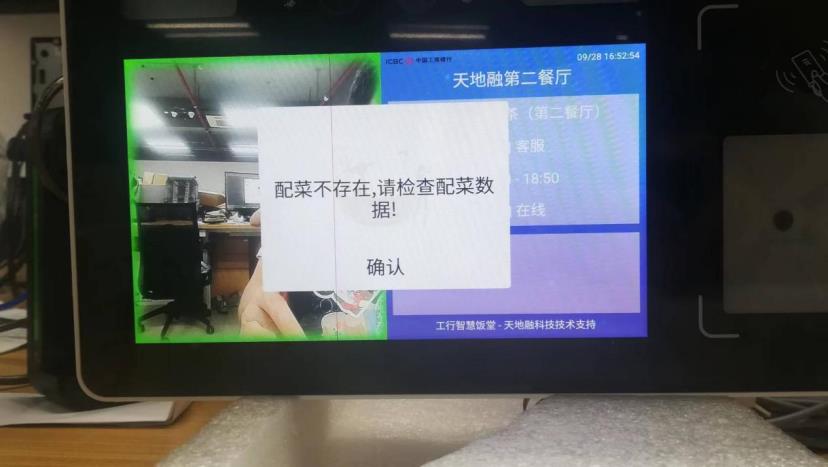 ICBC 中国工商银行
09/28 16:52:54
天地融第二餐厅
茶（第二餐厅）
客服
- 18:50
在线
配菜不存在,请检查配菜数
据!
确认
工行智慧饭堂 - 天地融科技技术支持